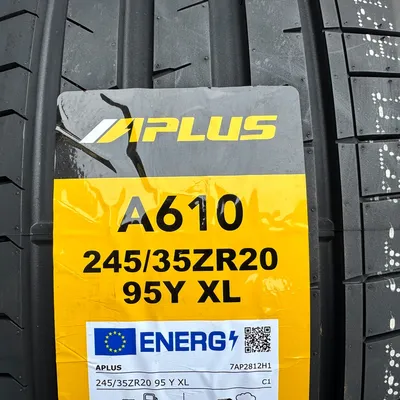 APLUS
A610
245/35ZR20
95Y XL
ENERG
APLUS 7AP2812H1
245/35ZR20 95 Y XL C1